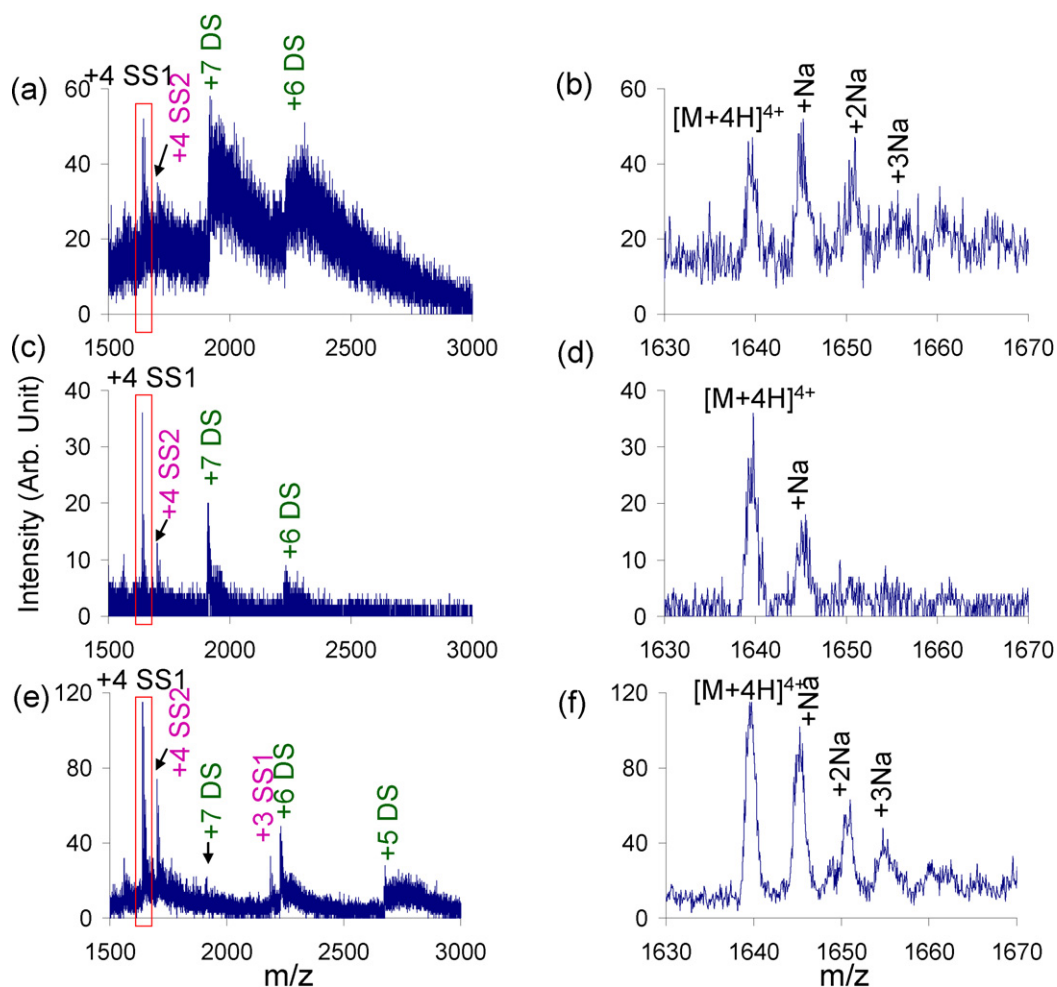 (a)
+4 SS1
+4 SS2
+7 DS
+6 DS
60
40
20
0
1500 2000 2500 3000
(b)
[M+4H]4+
+Na
+2Na
+3Na
60
40
20
0
1630 1640 1650 1660 1670
(c)
+4 SS1
+4 SS2
+7 DS
+6 DS
Intensity (Arb. Unit)
40
30
20
10
0
1500 2000 2500 3000
(d)
[M+4H]4+
+Na
40
30
20
10
0
1630 1640 1650 1660 1670
(e)
+4 SS1
+4 SS2
+7 DS
+3 SS1
+6 DS
+5 DS
120
80
40
0
1500 2000 2500 3000
m/z
(f)
[M+4H]4+
+Na
+2Na
+3Na
120
80
40
0
1630 1640 1650 1660 1670
m/z